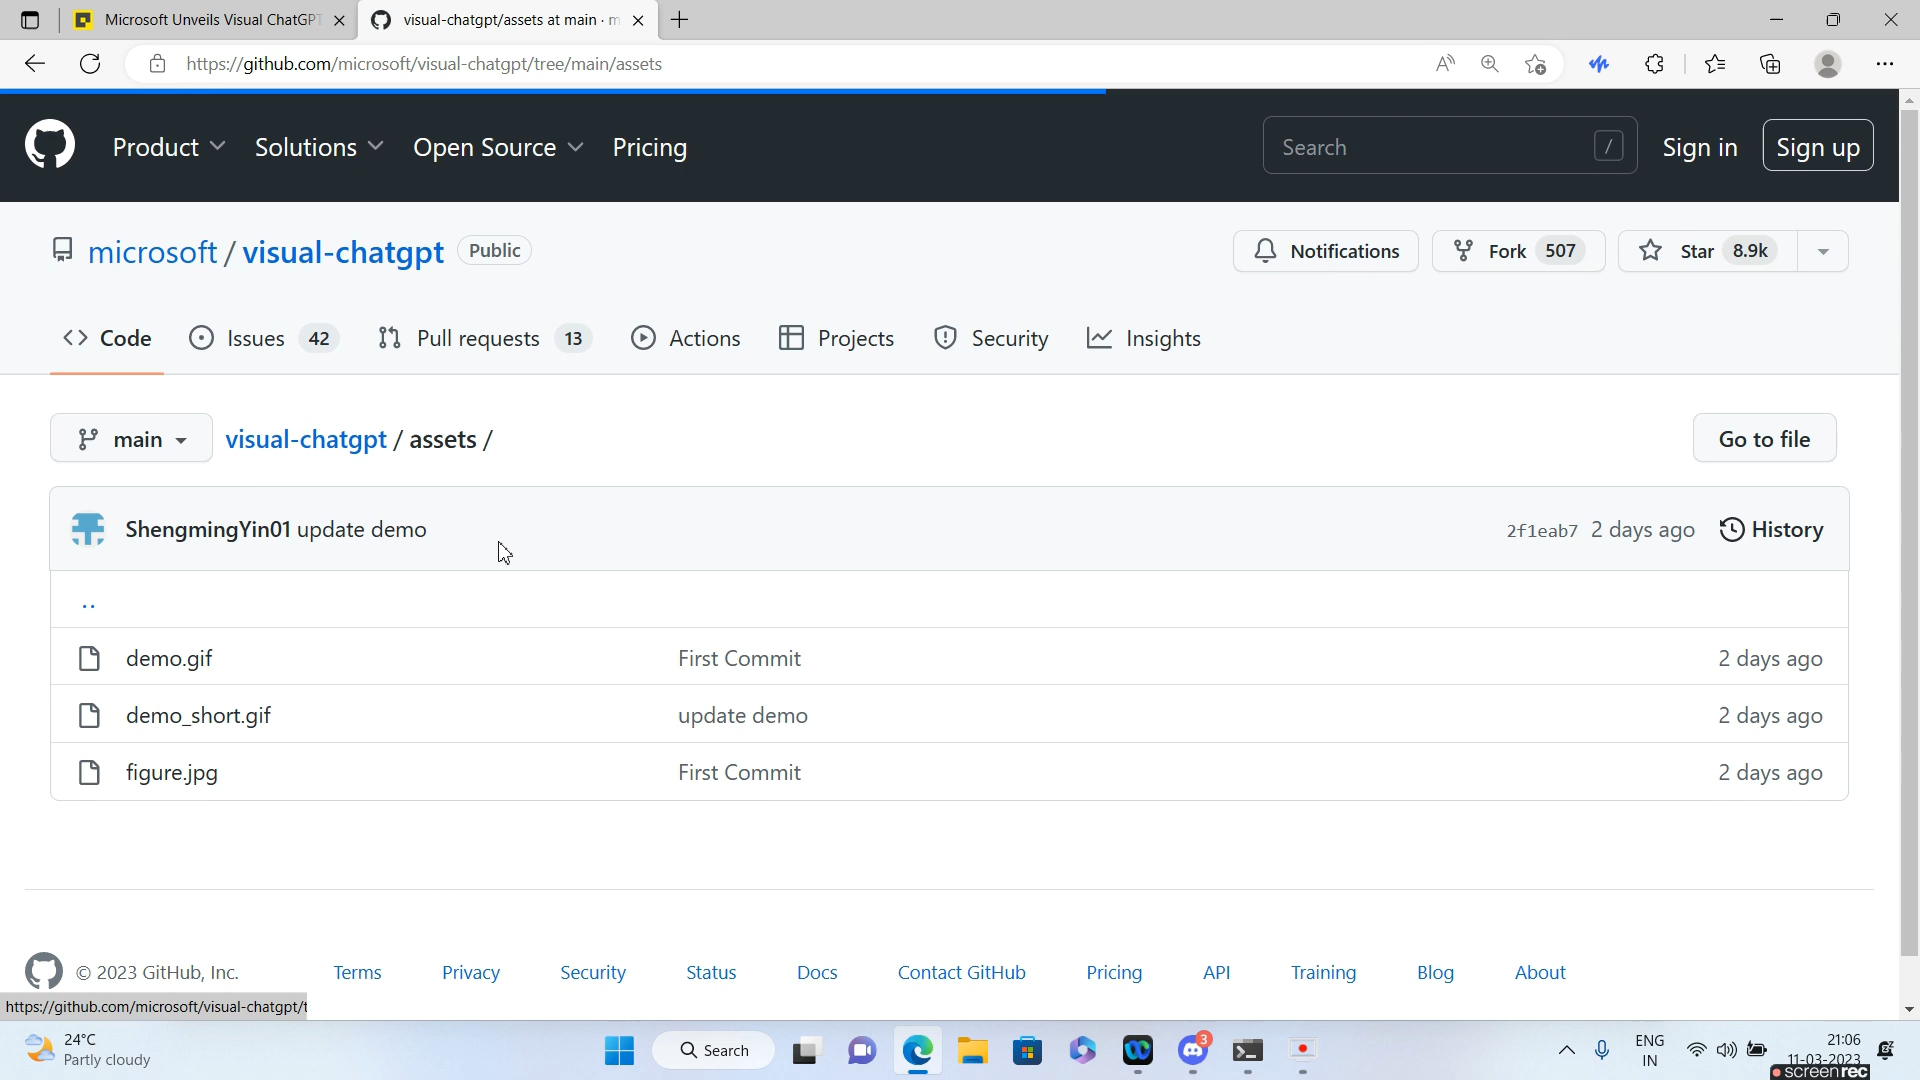 Microsoft Unveils Visual ChatGPT
visual-chatgpt/assets at main · m
https://github.com/microsoft/visual-chatgpt/tree/main/assets
Product Solutions Open Source Pricing
Search /
Sign in
Sign up
microsoft / visual-chatgpt Public
Notifications
Fork 507
Star 8.9k
Code
Issues 42
Pull requests 13
Actions
Projects
Security
Insights
main
visual-chatgpt / assets /
Go to file
ShengmingYin01 update demo
2f1eab7 2 days ago History
..
demo.gif First Commit 2 days ago
demo_short.gif update demo 2 days ago
figure.jpg First Commit 2 days ago
© 2023 GitHub, Inc. Terms Privacy Security Status Docs Contact GitHub Pricing API Training Blog About
https://github.com/microsoft/visual-chatgpt/t
24°C
Partly cloudy
Search
3
ENG
IN
21:06
11-03-2023
screenrec